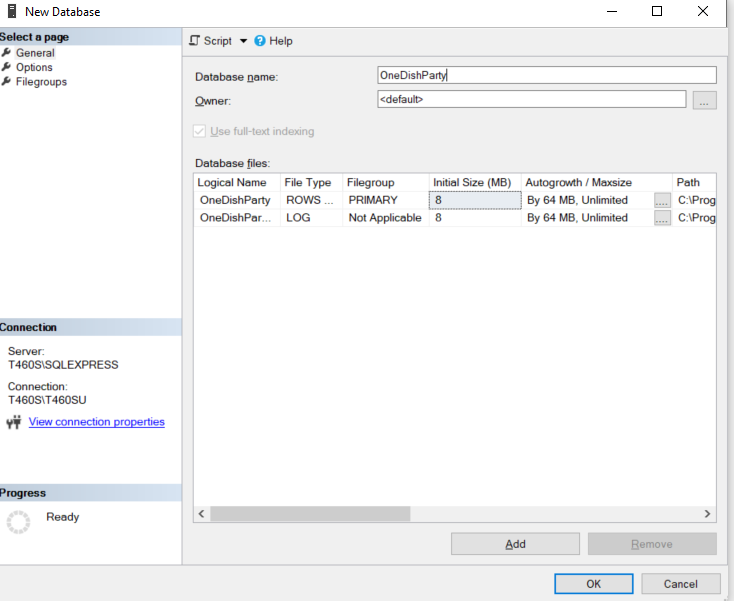 New Database
Select a page
General
Options
Filegroups
Script Help
Database name: OneDishParty
Owner: <default> ...
Use full-text indexing
Database files:
Logical Name File Type Filegroup Initial Size (MB) Autogrowth / Maxsize Path
OneDishParty ROWS ... PRIMARY 8 By 64 MB, Unlimited .... C:\Prog
OneDishPar... LOG Not Applicable 8 By 64 MB, Unlimited .... C:\Prog
Connection
Server:
T460S\SQLEXPRESS
Connection:
T460S\T460SU
View connection properties
Progress
Ready
Add Remove
OK Cancel